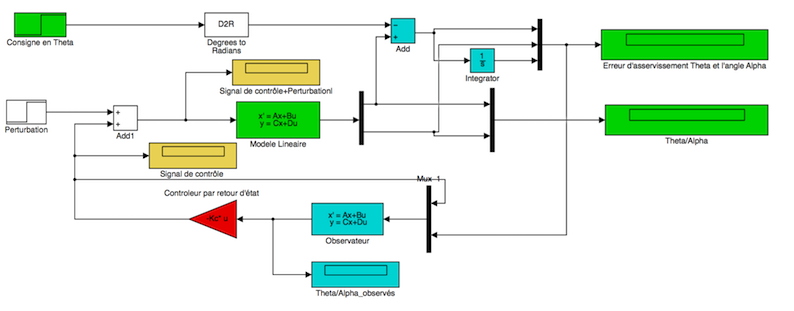 Consigne en Theta
D2R
Degrees to
Radians
−
+
Add
1
s
Integrator
Erreur d'asservissement Theta et l'angle Alpha
Signal de contrôle+Perturbationl
Perturbation
+
+
Add1
x' = Ax+Bu
y = Cx+Du
Modele Lineaire
Theta/Alpha
Signal de contrôle
Mux 1
Controleur par retour d'état
-Kc* u
x' = Ax+Bu
y = Cx+Du
Observateur
Theta/Alpha_observés